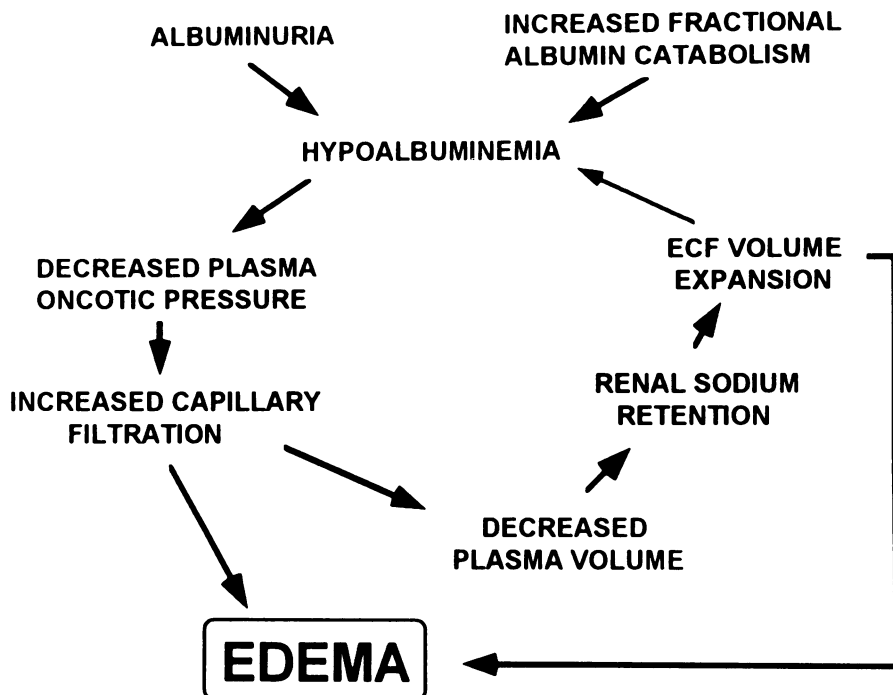 ALBUMINURIA
INCREASED FRACTIONAL
ALBUMIN CATABOLISM
HYPOALBUMINEMIA
DECREASED PLASMA
ONCOTIC PRESSURE
ECF VOLUME
EXPANSION
INCREASED CAPILLARY
FILTRATION
RENAL SODIUM
RETENTION
DECREASED
PLASMA VOLUME
EDEMA